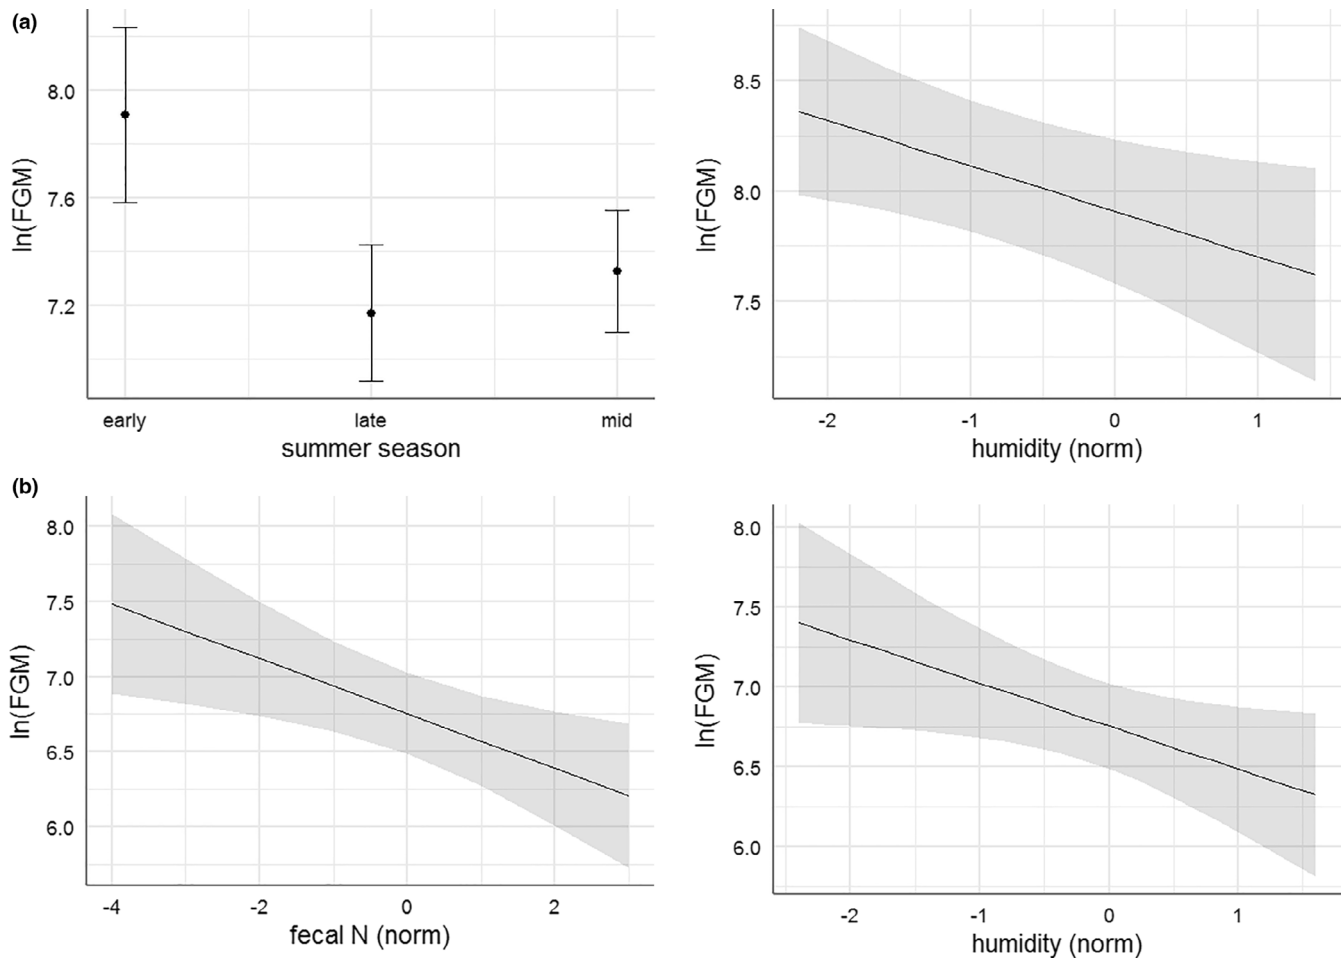 (a)
ln(FGM)
8.0
7.6
7.2
early late mid
summer season
ln(FGM)
8.5
8.0
7.5
-2 -1 0 1
humidity (norm)
(b)
ln(FGM)
8.0
7.5
7.0
6.5
6.0
-4 -2 0 2
fecal N (norm)
ln(FGM)
8.0
7.5
7.0
6.5
6.0
-2 -1 0 1
humidity (norm)